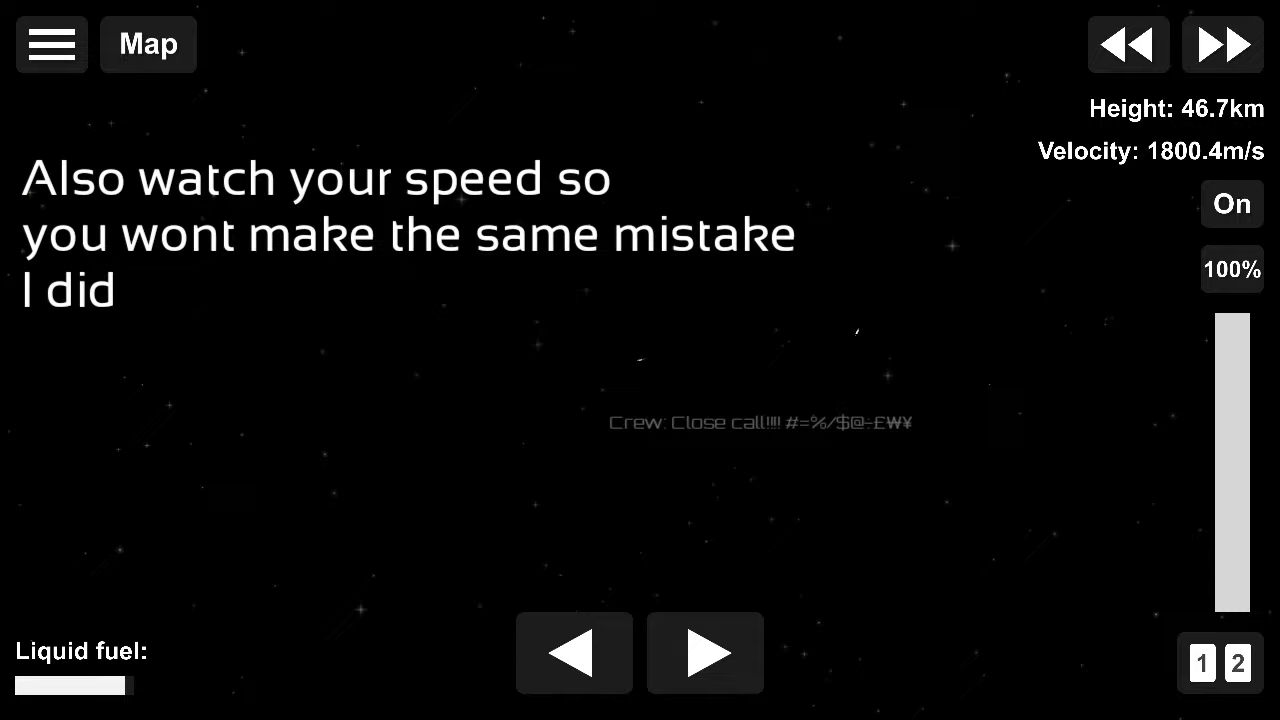 Map
Height: 46.7km
Velocity: 1800.4m/s
Also watch your speed so
you wont make the same mistake
I did
On
100%
Crew: Close call!!!! #=%/$@-£₩¥
Liquid fuel:
1 2